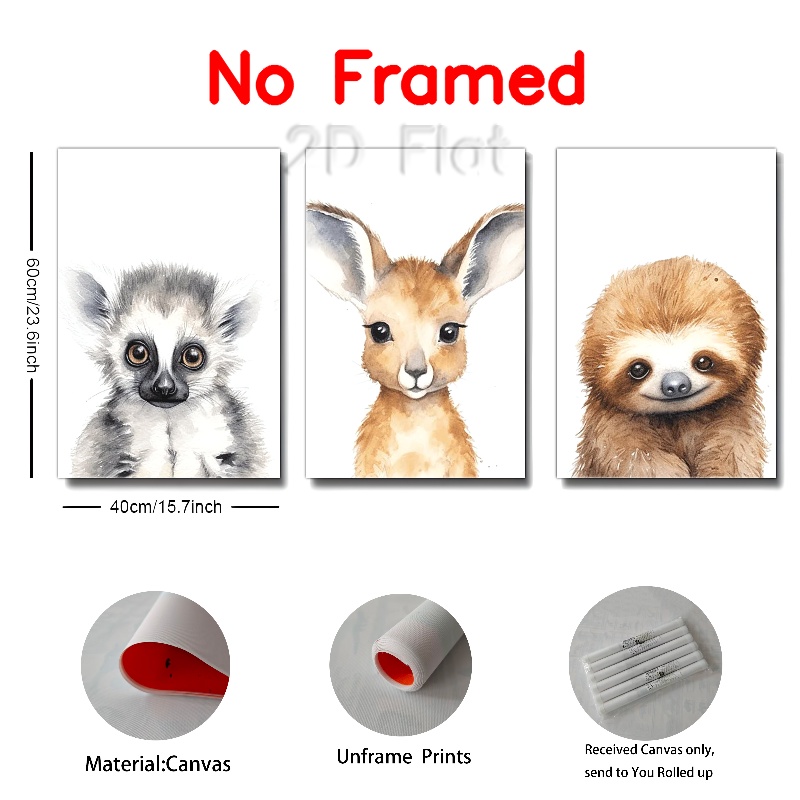 No Framed
2D Flat
60cm/23.6inch
40cm/15.7inch
Material:Canvas
Unframe Prints
Received Canvas only,
send to You Rolled up